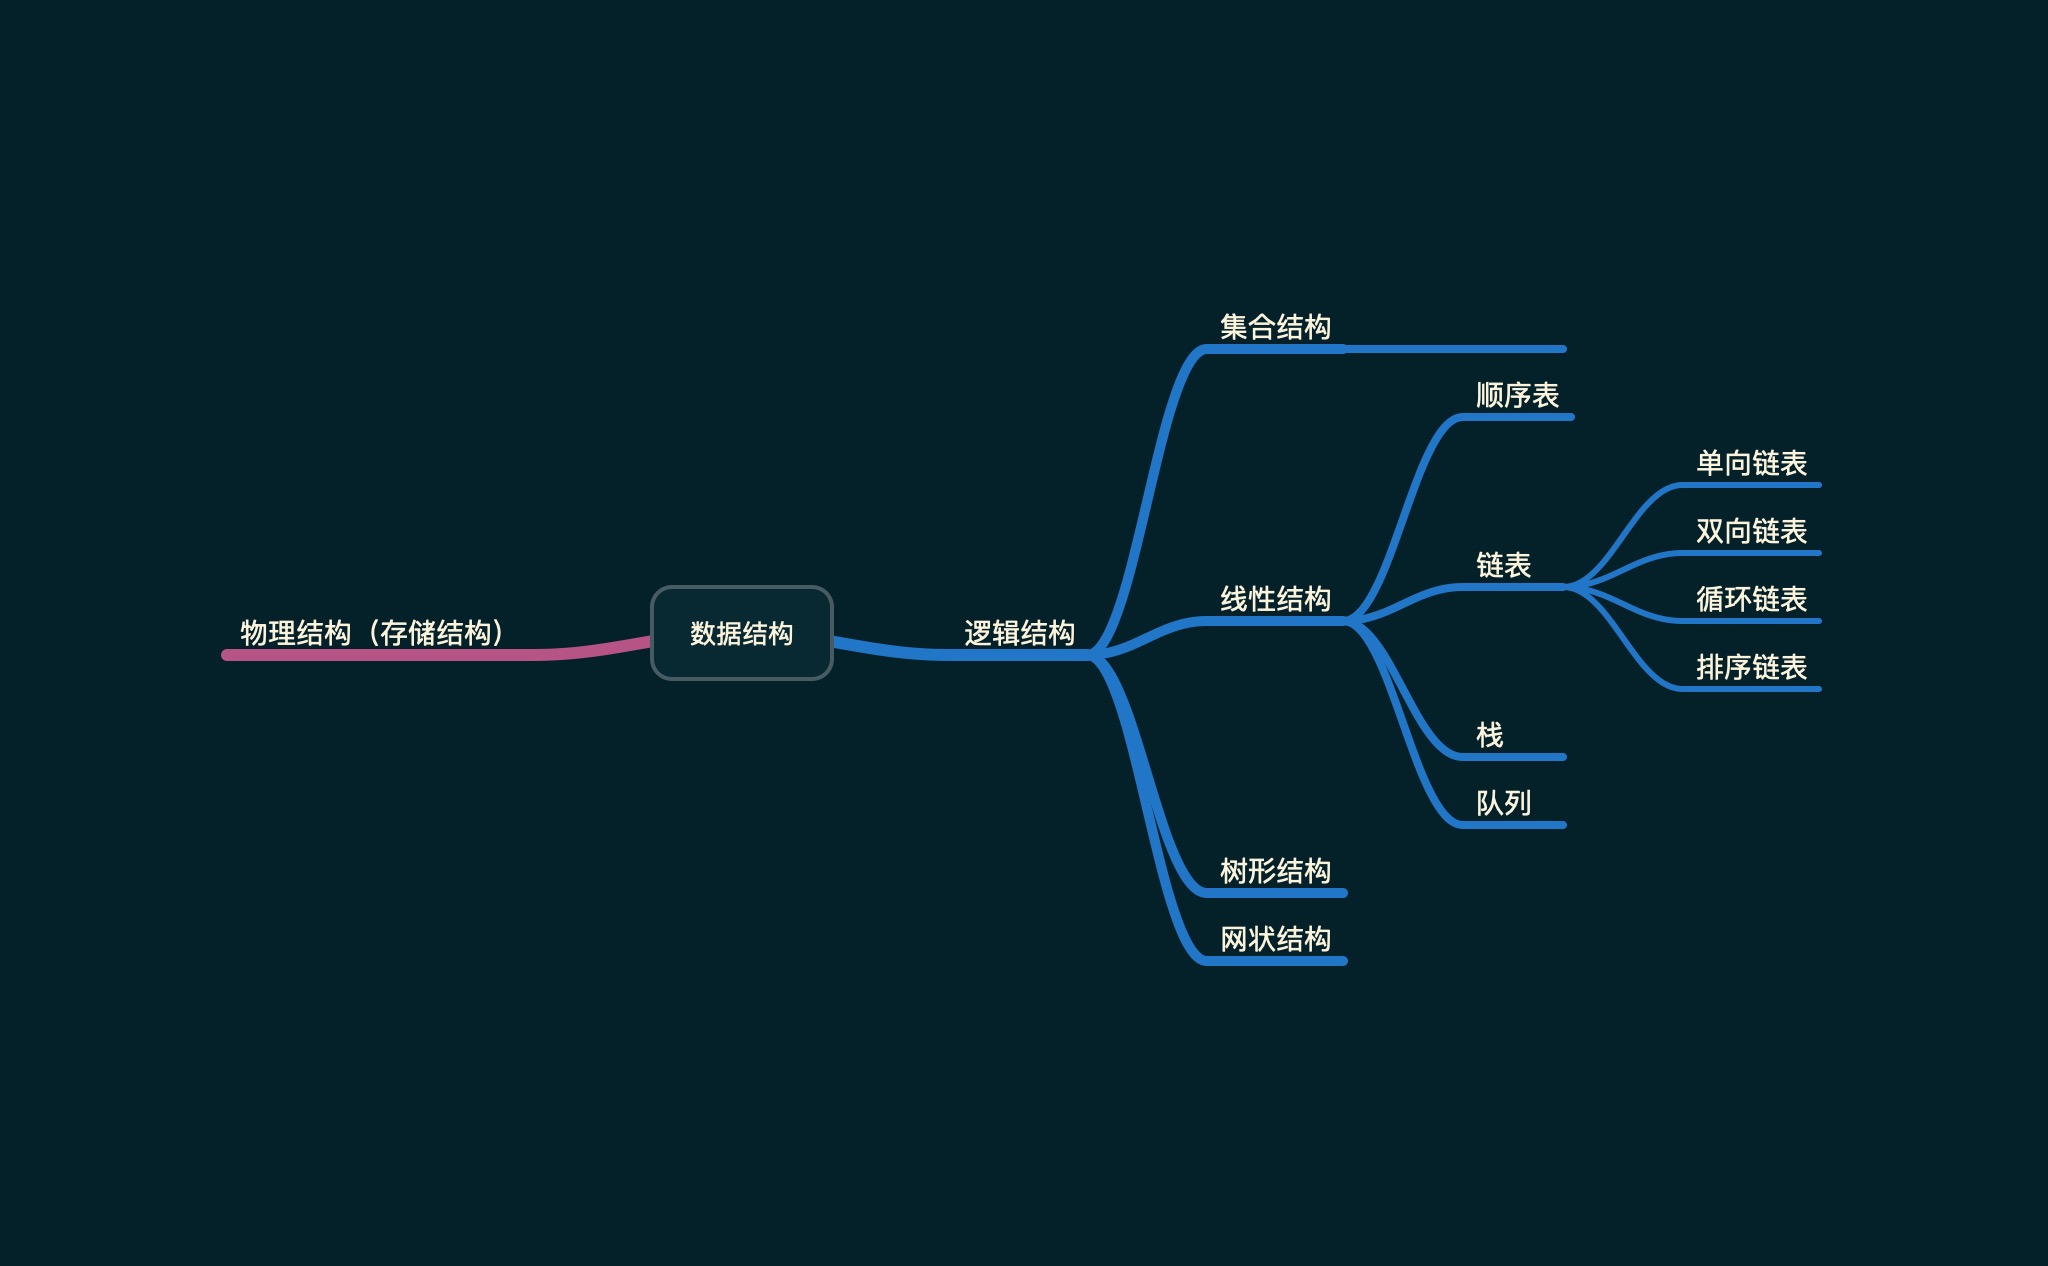 集合结构
顺序表
单向链表
双向链表
链表
线性结构
循环链表
物理结构（存储结构）
数据结构
逻辑结构
排序链表
栈
队列
树形结构
网状结构